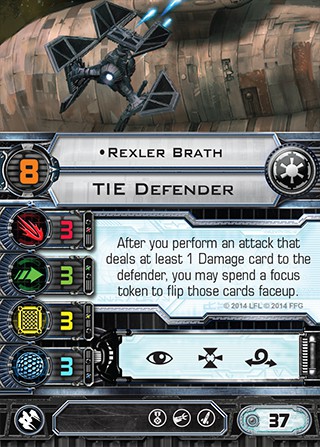 •Rexler Brath
8
TIE Defender
3
3
3
3
After you perform an attack that
deals at least 1 Damage card to the
defender, you may spend a focus
token to flip those cards faceup.
© 2014 LFL © 2014 FFG
37